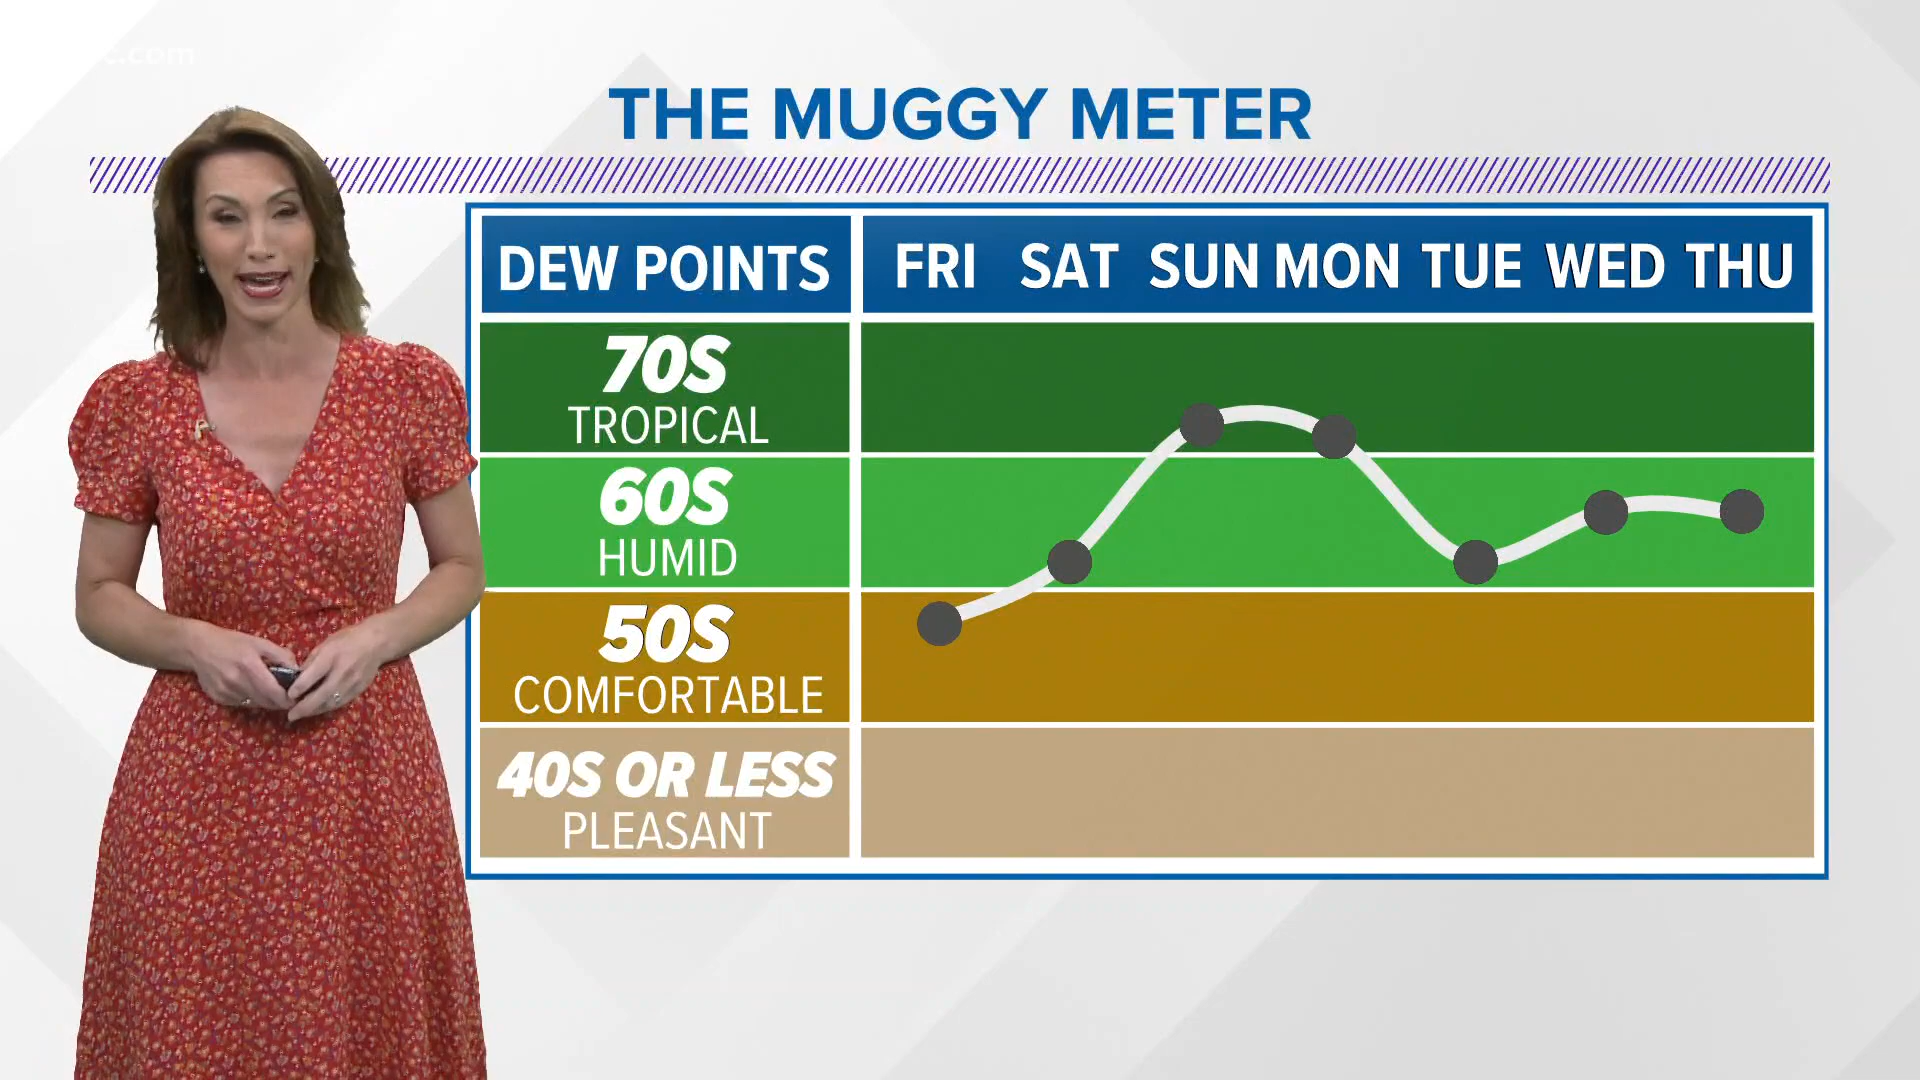 c.com
THE MUGGY METER
DEW POINTS FRI SAT SUN MON TUE WED THU
70S
TROPICAL
60S
HUMID
50S
COMFORTABLE
40S OR LESS
PLEASANT